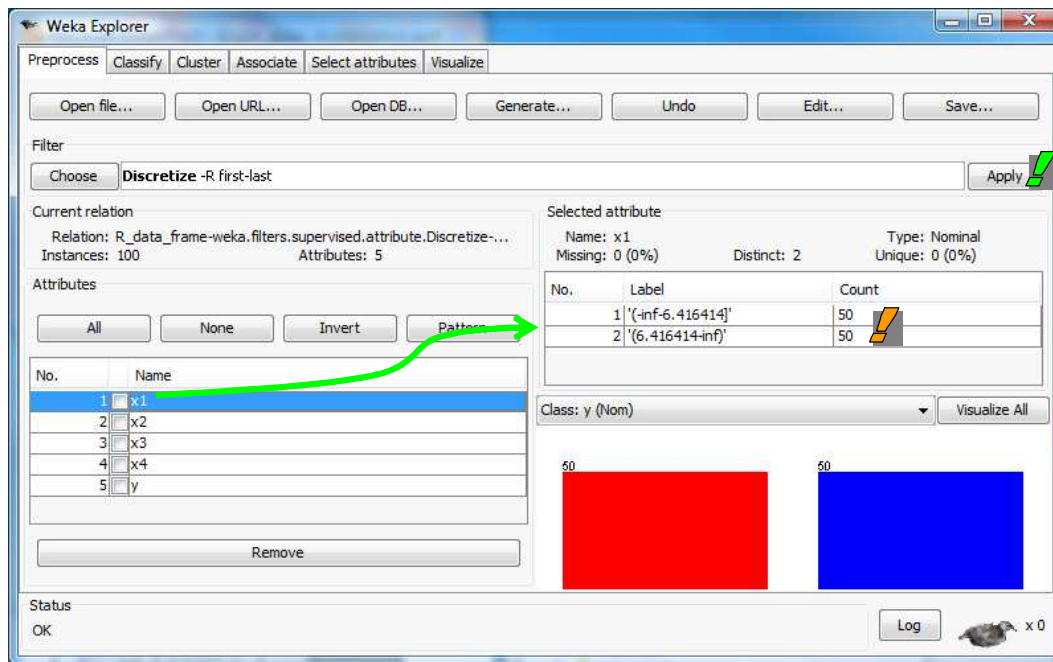 Weka Explorer
Preprocess Classify Cluster Associate Select attributes Visualize
Open file... Open URL... Open DB... Generate... Undo Edit... Save...
Filter
Choose Discretize -R first-last Apply
Current relation
Relation: R_data_frame-weka.filters.supervised.attribute.Discretize-...
Instances: 100 Attributes: 5
Selected attribute
Name: x1 Type: Nominal
Missing: 0 (0%) Distinct: 2 Unique: 0 (0%)
Attributes
All None Invert Pattern
No. Name
1 x1
2 x2
3 x3
4 x4
5 y
Remove
No. Label Count
1 '(-inf-6.416414]' 50
2 '(6.416414-inf)' 50
Class: y (Nom) Visualize All
50 50
Status
OK
Log x 0